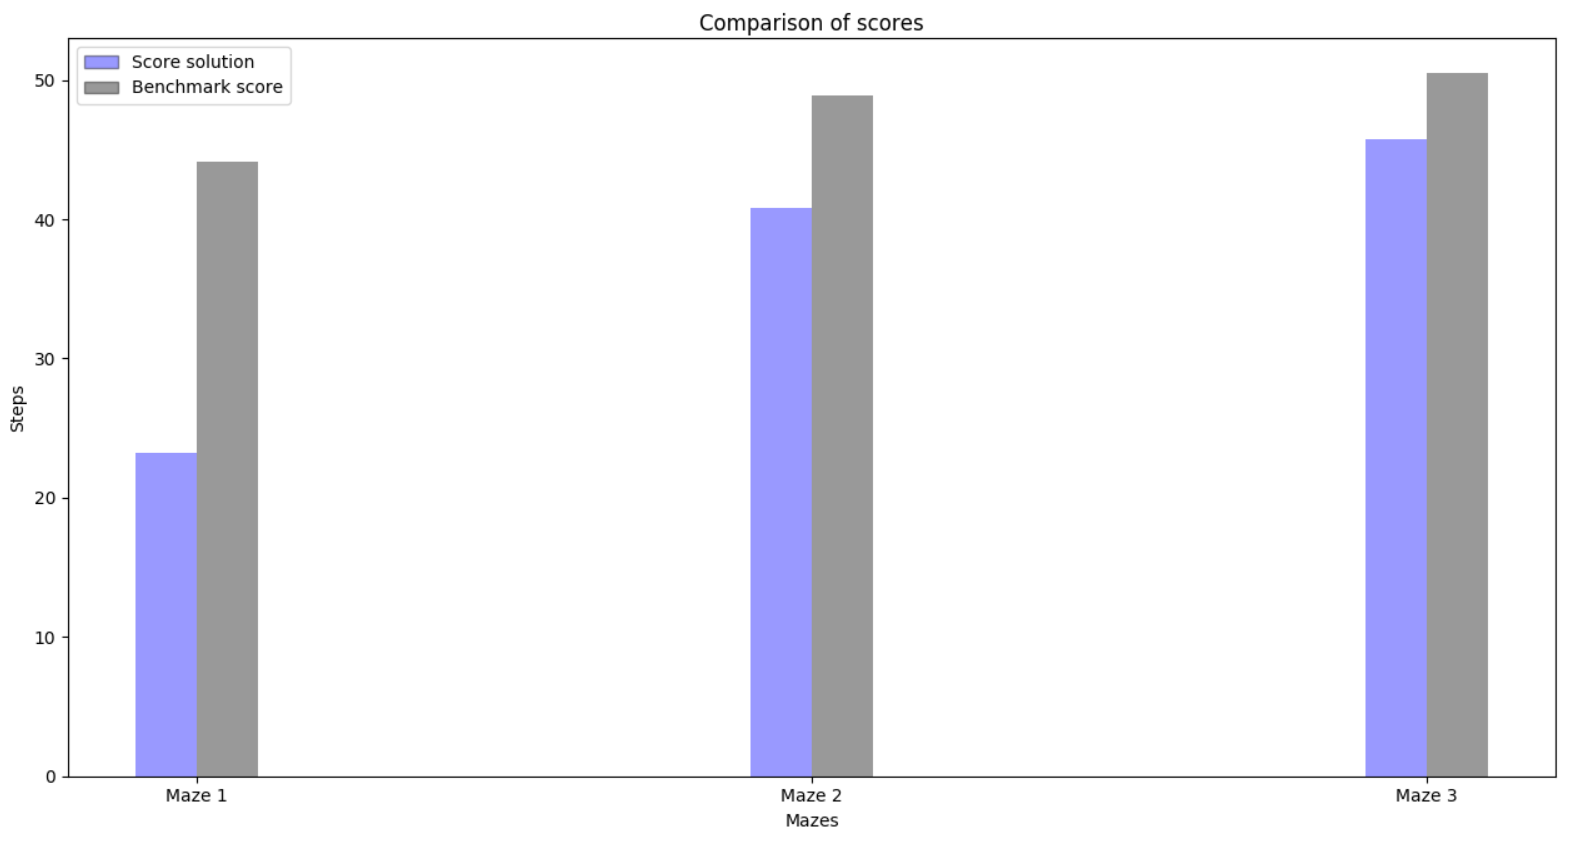 Comparison of scores
Score solution
Benchmark score
50
40
30
20
10
0
Steps
Maze 1 Maze 2 Maze 3
Mazes